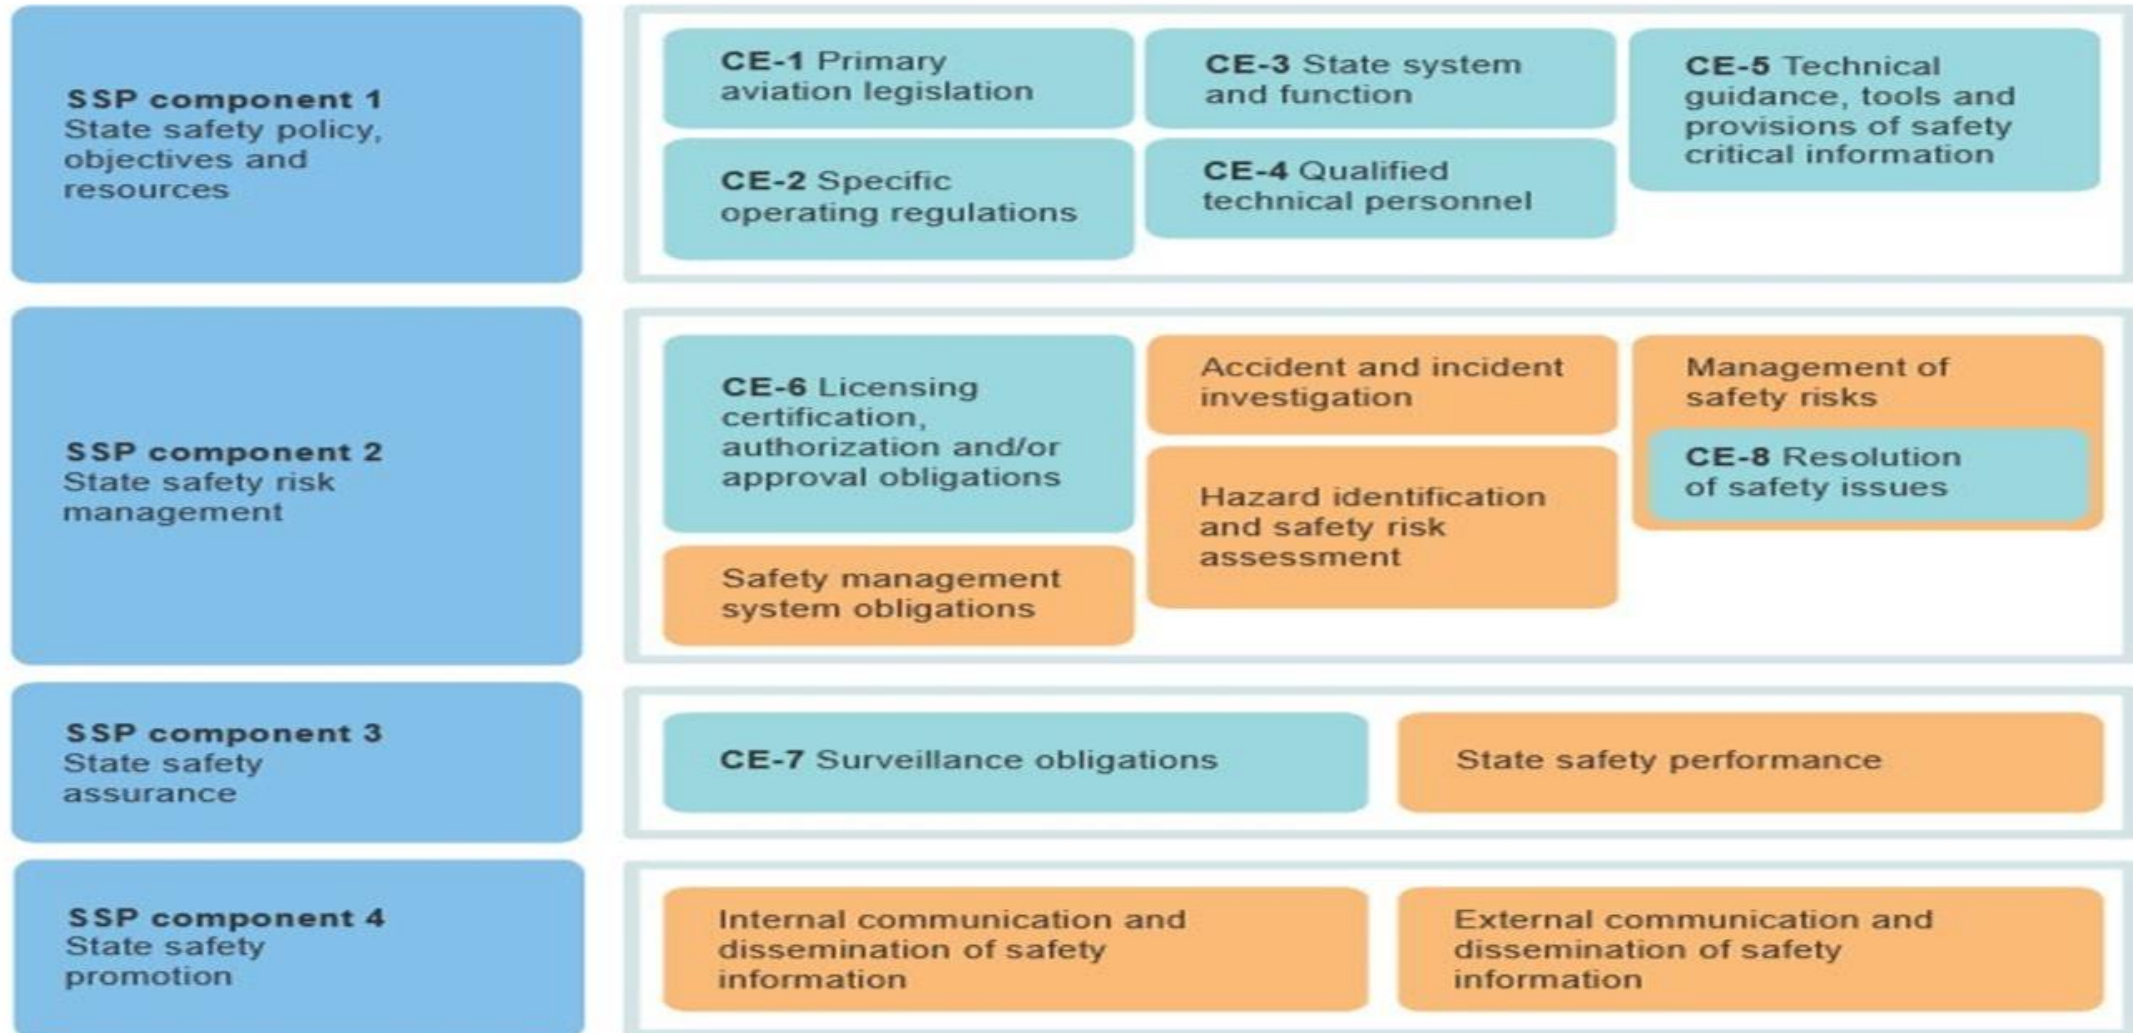 SSP component 1
State safety policy,
objectives and
resources
CE-1 Primary
aviation legislation
CE-2 Specific
operating regulations
CE-3 State system
and function
CE-4 Qualified
technical personnel
CE-5 Technical
guidance, tools and
provisions of safety
critical information
SSP component 2
State safety risk
management
CE-6 Licensing
certification,
authorization and/or
approval obligations
Safety management
system obligations
Accident and incident
investigation
Hazard identification
and safety risk
assessment
Management of
safety risks
CE-8 Resolution
of safety issues
SSP component 3
State safety
assurance
CE-7 Surveillance obligations
State safety performance
SSP component 4
State safety
promotion
Internal communication and
dissemination of safety
information
External communication and
dissemination of safety
information